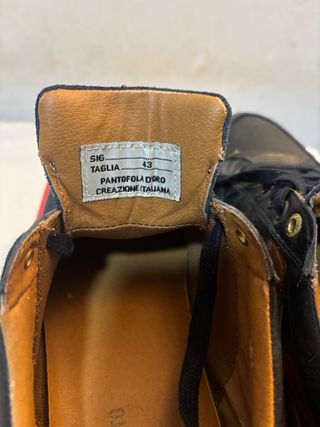 SIG......................
TAGLIA..........43......
PANTOFOLA D'ORO
CREAZIONE ITALIANA